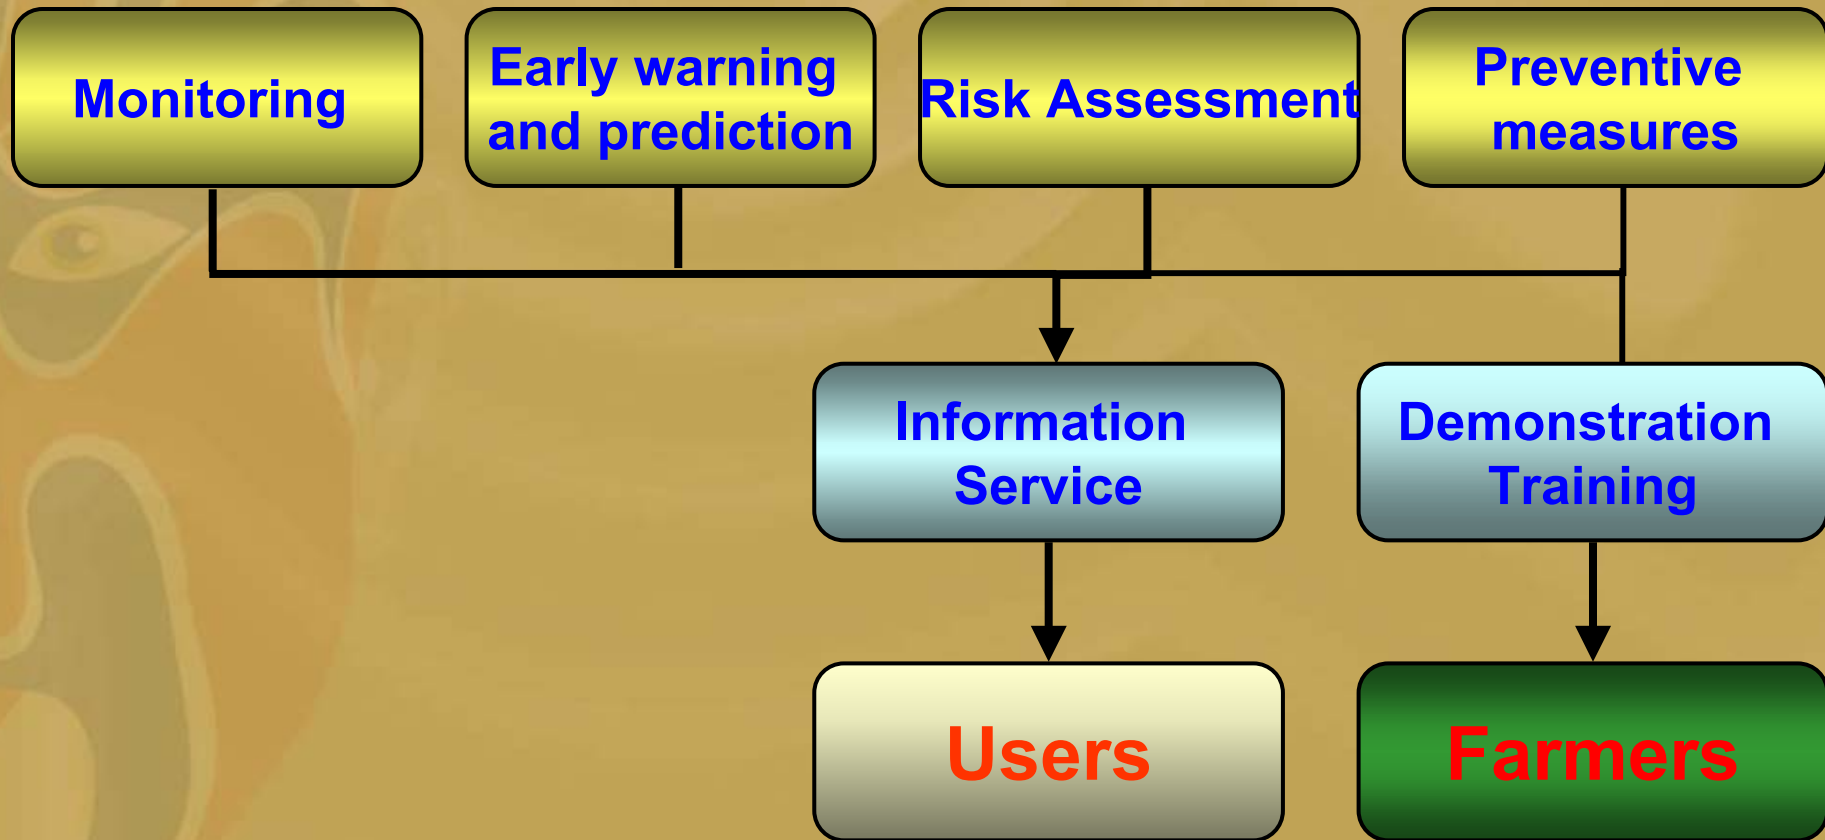 Monitoring
Early warning
and prediction
Risk Assessment
Preventive
measures
Information
Service
Demonstration
Training
Users
Farmers